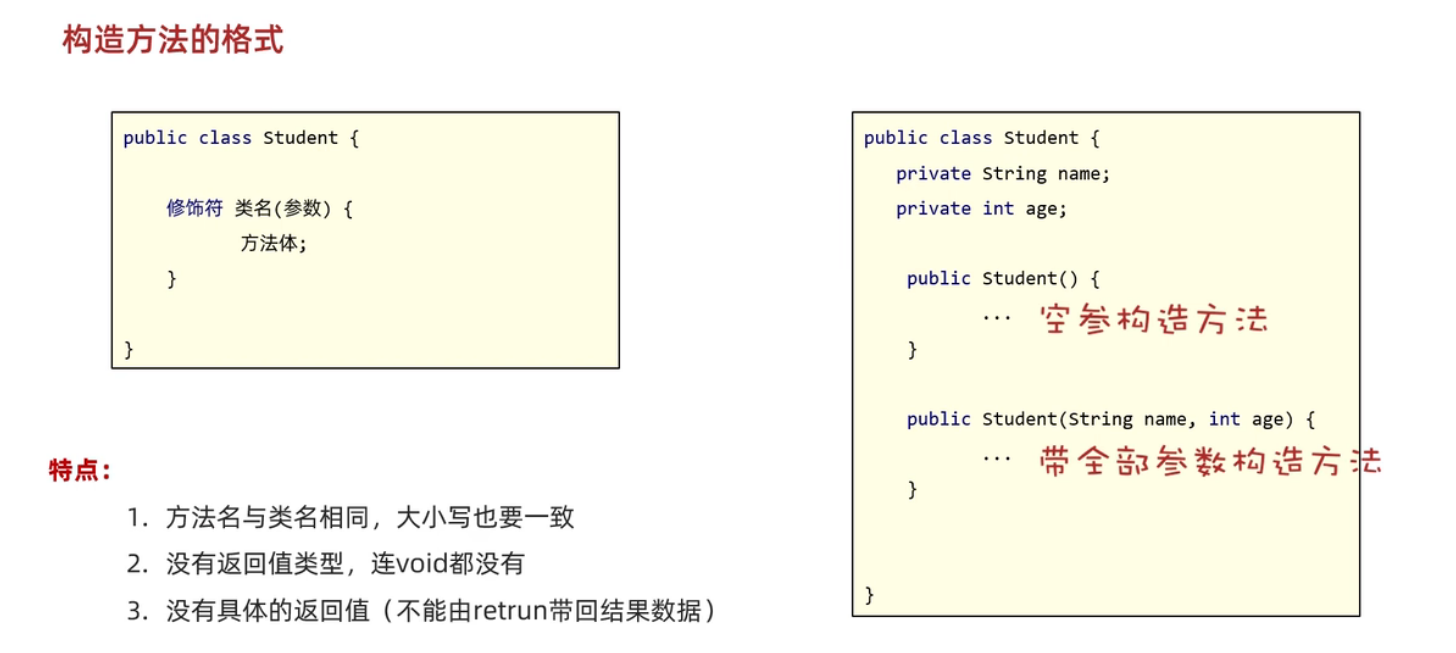 构造方法的格式
public class Student {
修饰符 类名(参数) {
方法体;
}
}
特点：
1. 方法名与类名相同，大小写也要一致
2. 没有返回值类型，连void都没有
3. 没有具体的返回值（不能由retrun带回结果数据）
public class Student {
private String name;
private int age;
public Student() {
... 空参构造方法
}
public Student(String name, int age) {
... 带全部参数构造方法
}
}